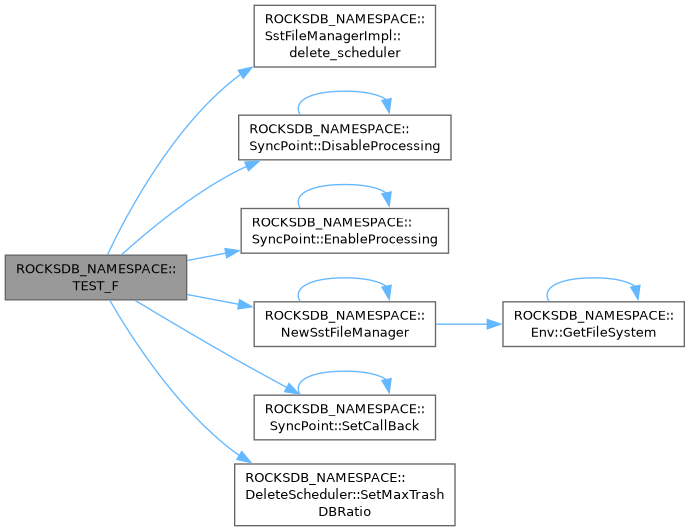 ROCKSDB_NAMESPACE::
SstFileManagerImpl::
delete_scheduler
ROCKSDB_NAMESPACE::
SyncPoint::DisableProcessing
ROCKSDB_NAMESPACE::
SyncPoint::EnableProcessing
ROCKSDB_NAMESPACE::
TEST_F
ROCKSDB_NAMESPACE::
NewSstFileManager
ROCKSDB_NAMESPACE::
Env::GetFileSystem
ROCKSDB_NAMESPACE::
SyncPoint::SetCallBack
ROCKSDB_NAMESPACE::
DeleteScheduler::SetMaxTrash
DBRatio